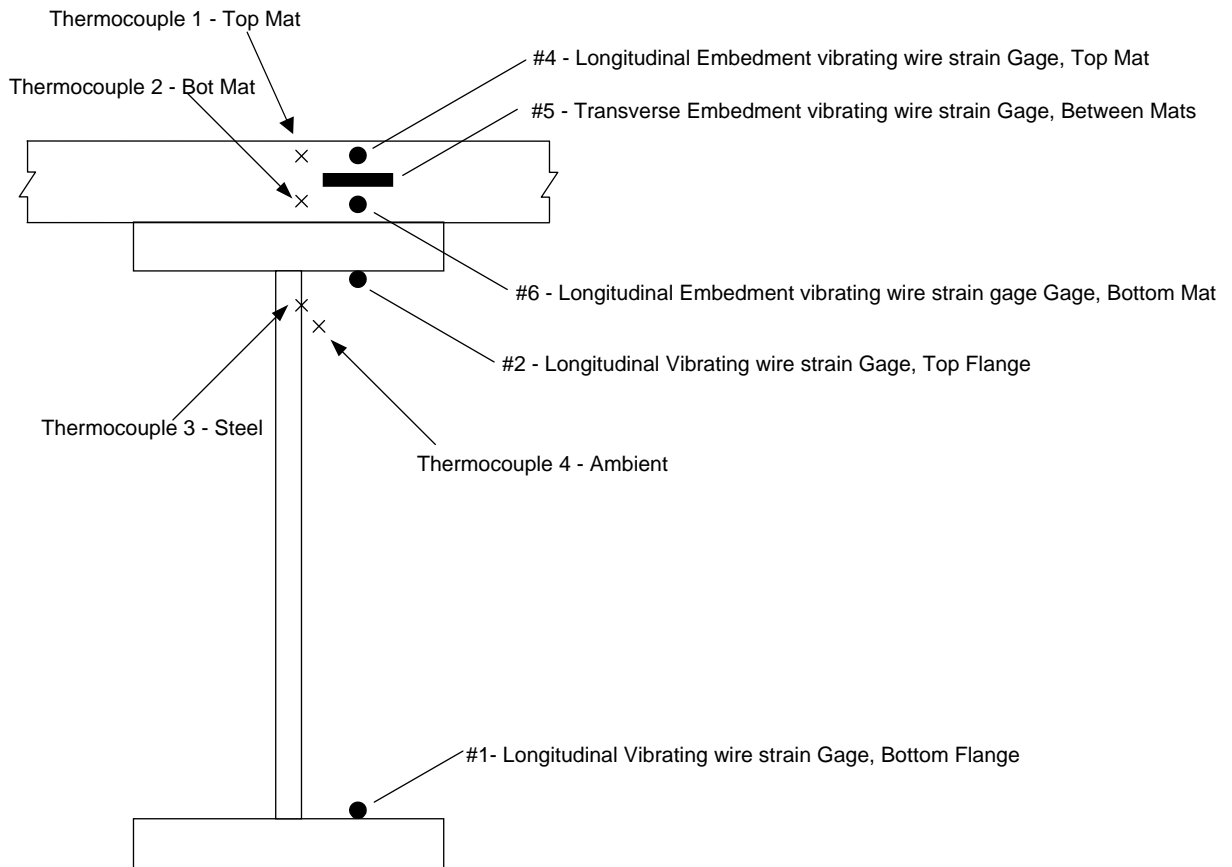 Thermocouple 1 - Top Mat
#4 - Longitudinal Embedment vibrating wire strain Gage, Top Mat
Thermocouple 2 - Bot Mat
#5 - Transverse Embedment vibrating wire strain Gage, Between Mats
#6 - Longitudinal Embedment vibrating wire strain gage Gage, Bottom Mat
#2 - Longitudinal Vibrating wire strain Gage, Top Flange
Thermocouple 3 - Steel
Thermocouple 4 - Ambient
#1- Longitudinal Vibrating wire strain Gage, Bottom Flange